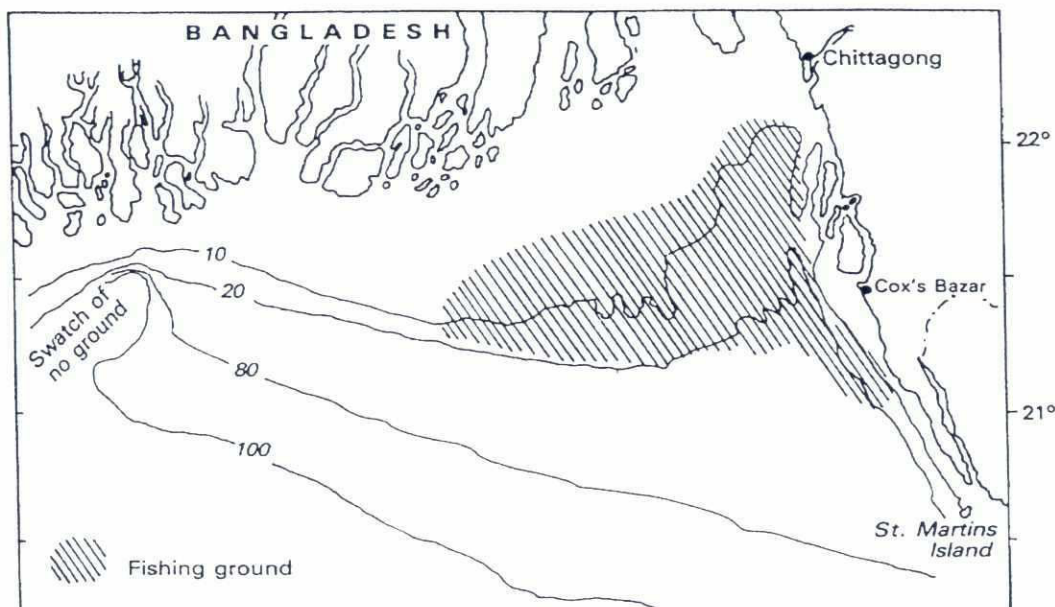 BANGLADESH
Chittagong
22°
10
20
Cox's Bazar
Swatch of
no ground
80
21°
100
St. Martins
Island
Fishing ground